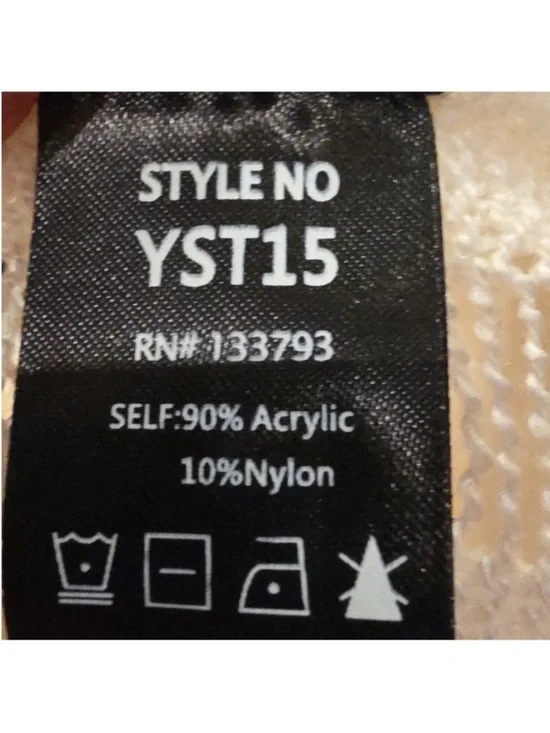 STYLE NO
YST15
RN# 133793
SELF:90% Acrylic
10%Nylon